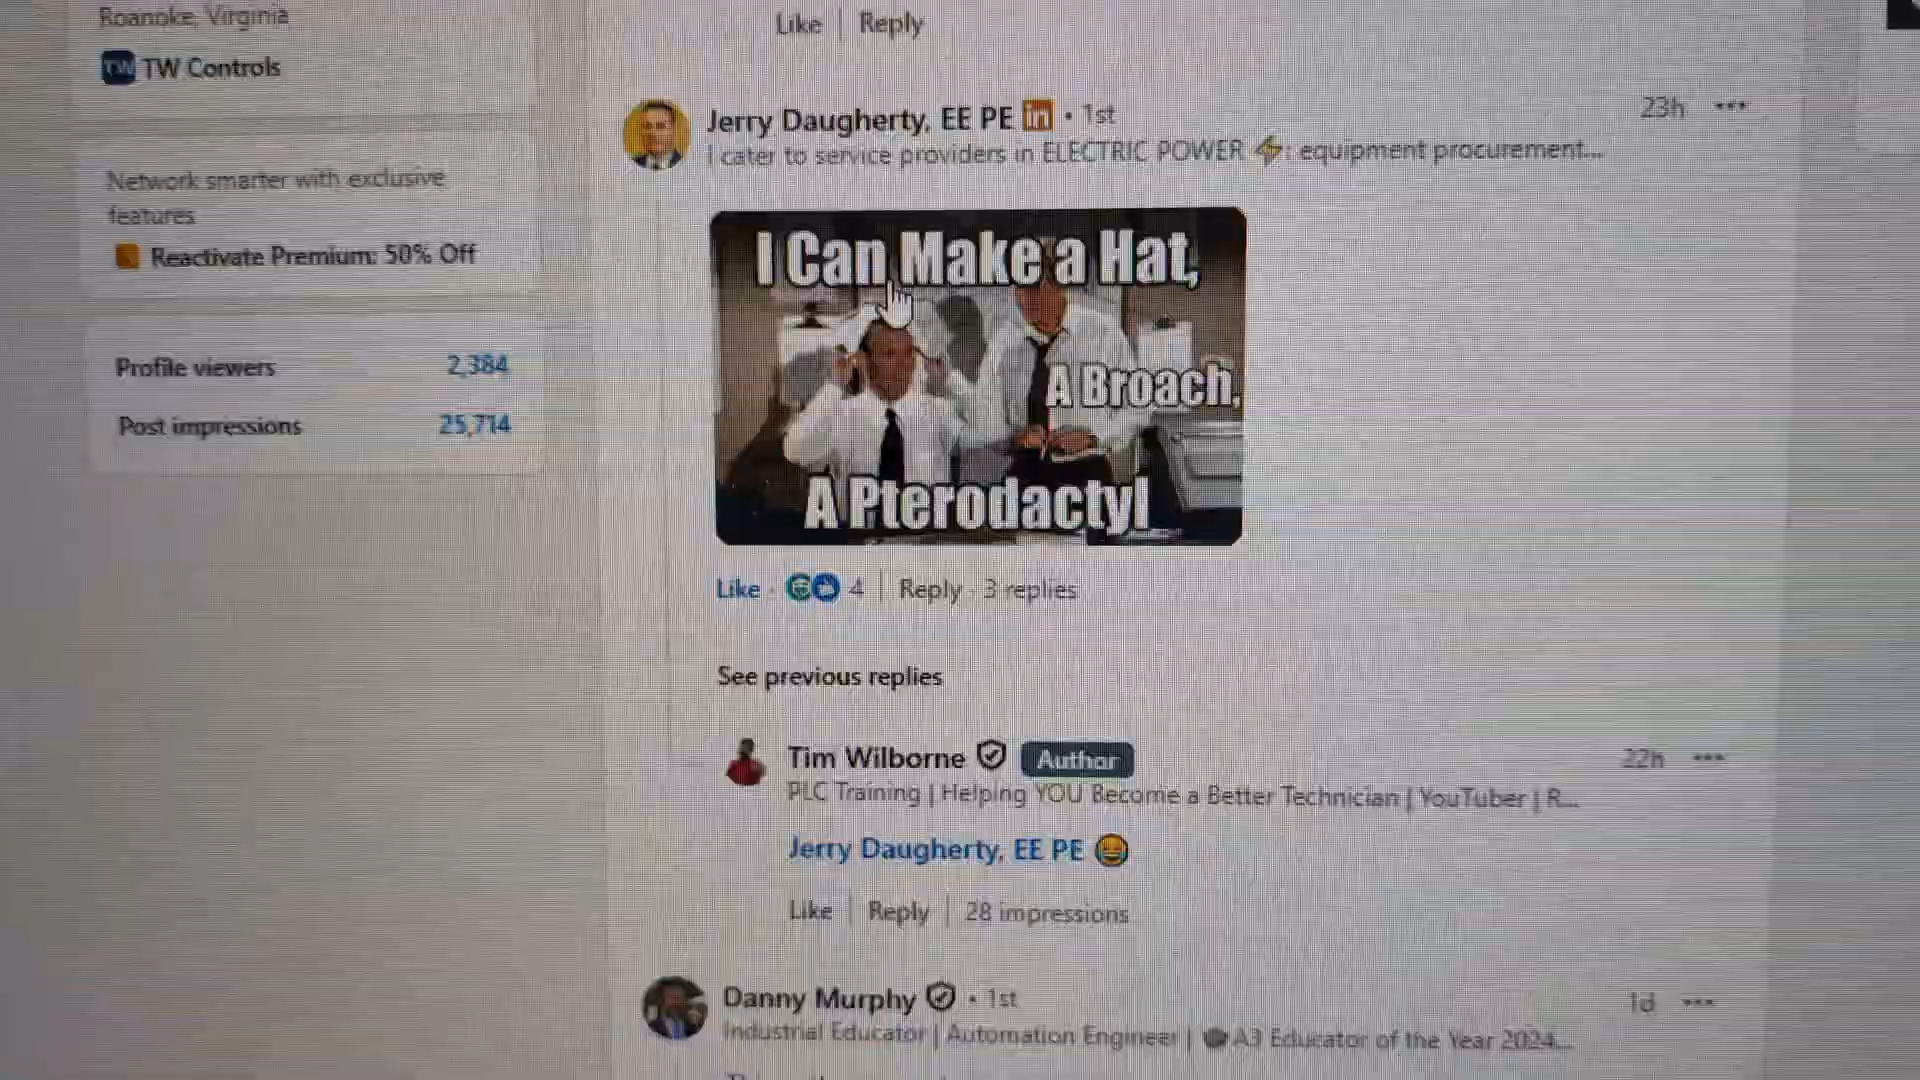 Roanoke, Virginia
TW TW Controls
Network smarter with exclusive
features
Reactivate Premium: 50% Off
Profile viewers 2,384
Post impressions 25,714
Like | Reply
Jerry Daugherty, EE PE in • 1st 23h •••
I cater to service providers in ELECTRIC POWER ⚡: equipment procurement...
I Can Make a Hat,
A Broach,
A Pterodactyl
Like · 4 | Reply · 3 replies
See previous replies
Tim Wilborne Author 22h •••
PLC Training | Helping YOU Become a Better Technician | YouTuber | R...
Jerry Daugherty, EE PE 😂
Like | Reply | 28 impressions
Danny Murphy • 1st 1d •••
Industrial Educator | Automation Engineer | A3 Educator of the Year 2024...